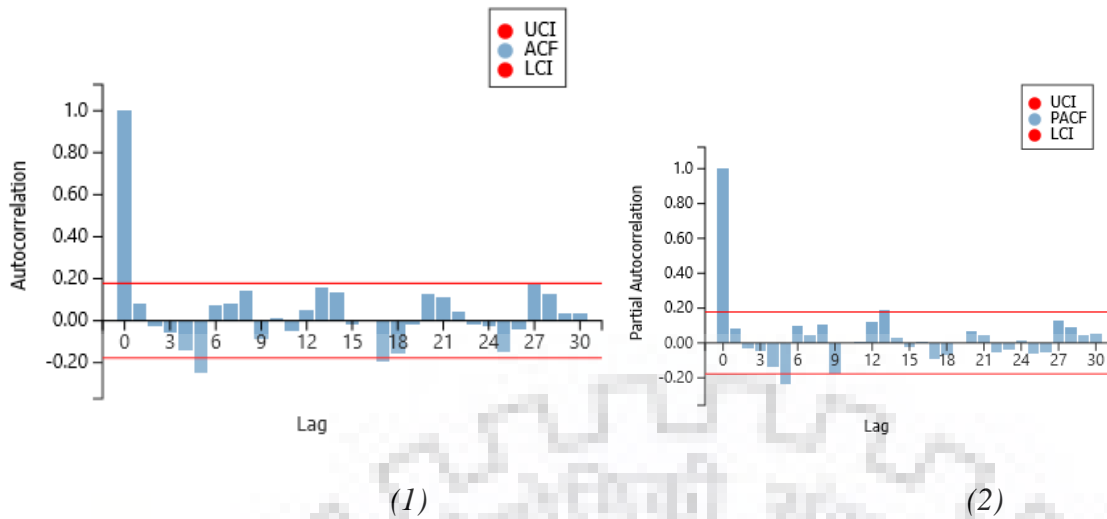 UCI
ACF
LCI
1.0
0.80
0.60
0.40
0.20
0.00
-0.20
Autocorrelation
0 3 6 9 12 15 18 21 24 27 30
Lag
(1)
UCI
PACF
LCI
1.0
0.80
0.60
0.40
0.20
0.00
-0.20
Partial Autocorrelation
0 3 6 9 12 15 18 21 24 27 30
Lag
(2)